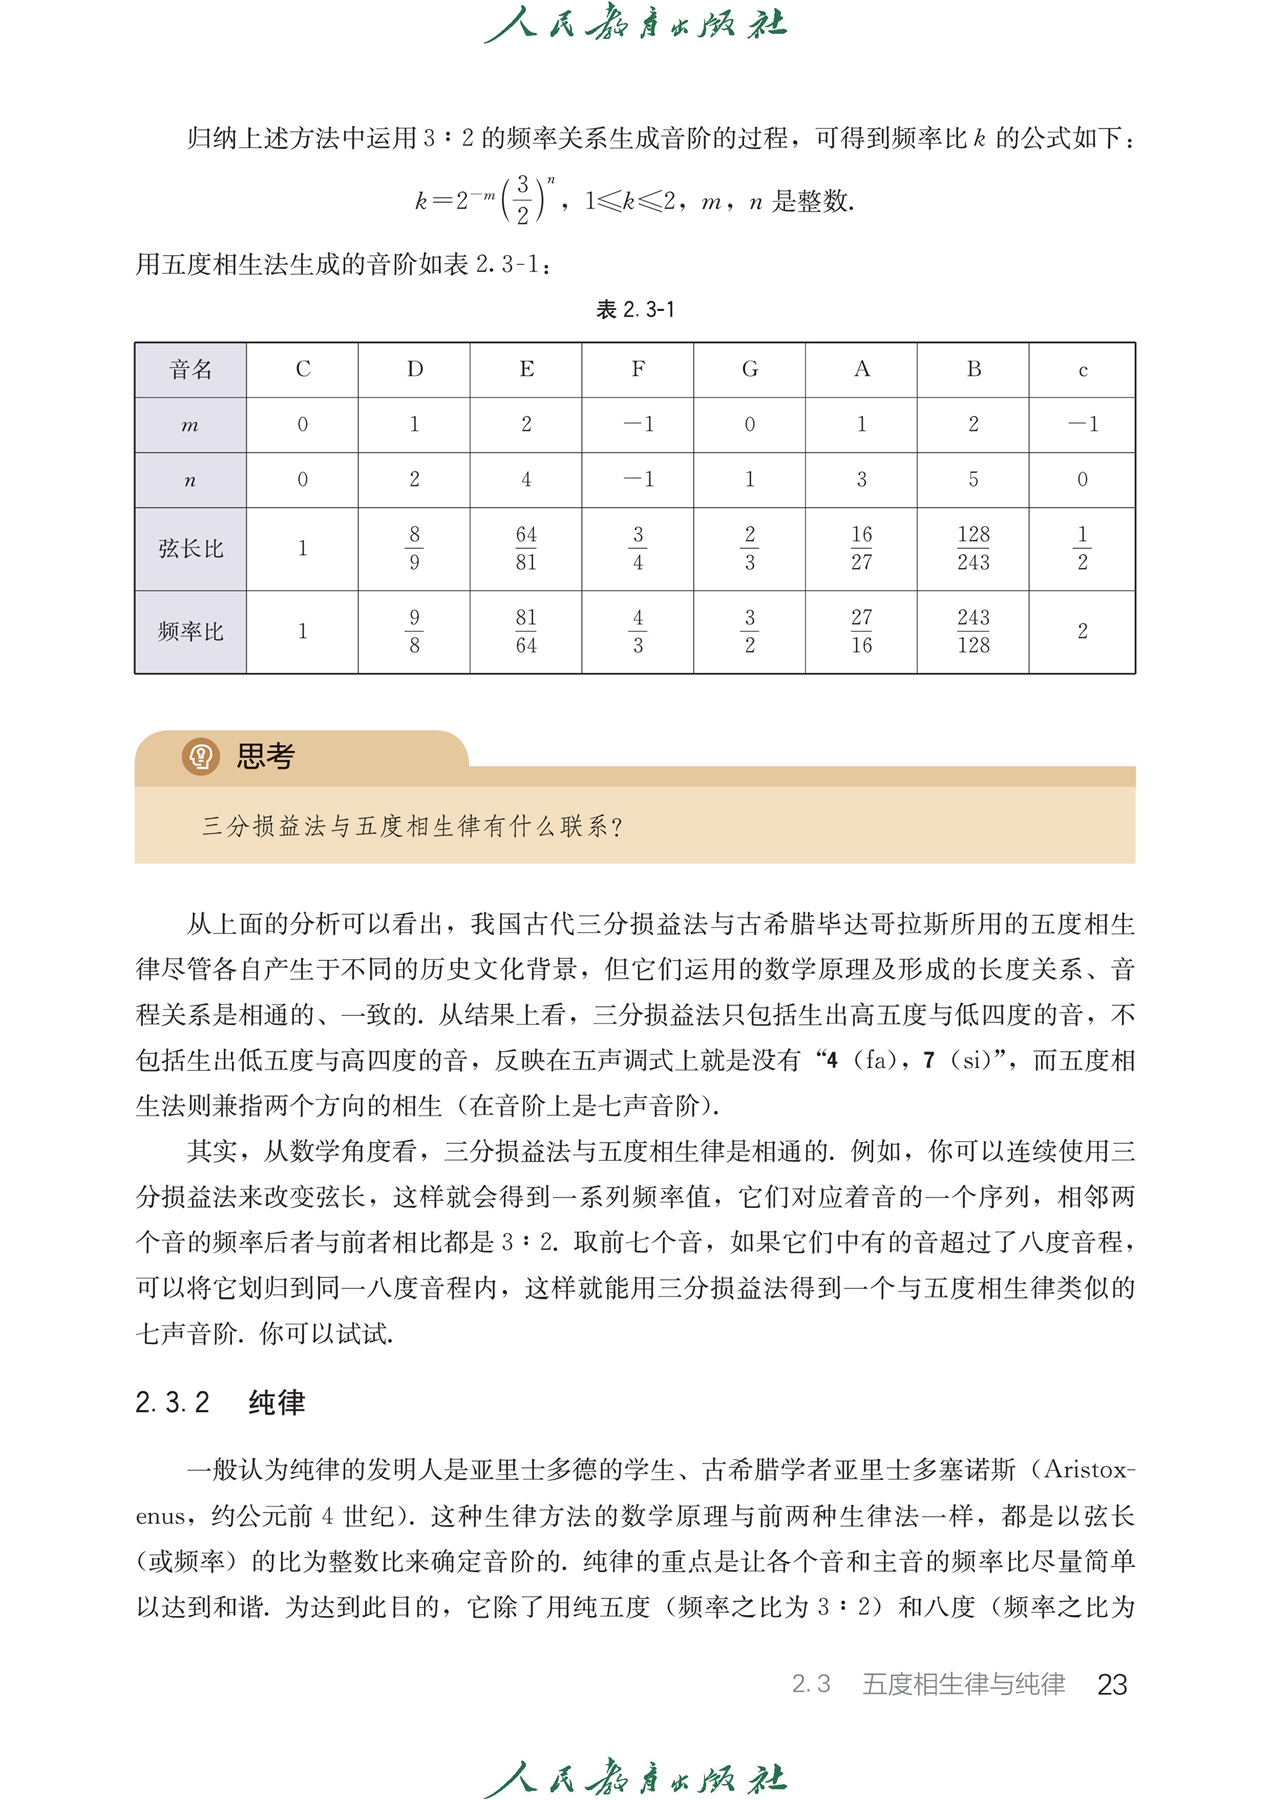 人民教育出版社
归纳上述方法中运用3∶2的频率关系生成音阶的过程，可得到频率比k的公式如下：
k=2⁻ᵐ(3/2)ⁿ，1≤k≤2，m，n是整数.
用五度相生法生成的音阶如表2.3-1：
表2.3-1
音名 C D E F G A B c
m 0 1 2 －1 0 1 2 －1
n 0 2 4 －1 1 3 5 0
弦长比 1 8/9 64/81 3/4 2/3 16/27 128/243 1/2
频率比 1 9/8 81/64 4/3 3/2 27/16 243/128 2
思考
三分损益法与五度相生律有什么联系？
从上面的分析可以看出，我国古代三分损益法与古希腊毕达哥拉斯所用的五度相生
律尽管各自产生于不同的历史文化背景，但它们运用的数学原理及形成的长度关系、音
程关系是相通的、一致的. 从结果上看，三分损益法只包括生出高五度与低四度的音，不
包括生出低五度与高四度的音，反映在五声调式上就是没有“4（fa），7（si）”，而五度相
生法则兼指两个方向的相生（在音阶上是七声音阶）.
其实，从数学角度看，三分损益法与五度相生律是相通的. 例如，你可以连续使用三
分损益法来改变弦长，这样就会得到一系列频率值，它们对应着音的一个序列，相邻两
个音的频率后者与前者相比都是3∶2. 取前七个音，如果它们中有的音超过了八度音程，
可以将它划归到同一八度音程内，这样就能用三分损益法得到一个与五度相生律类似的
七声音阶. 你可以试试.
2.3.2 纯律
一般认为纯律的发明人是亚里士多德的学生、古希腊学者亚里士多塞诺斯（Aristox-
enus，约公元前4世纪）. 这种生律方法的数学原理与前两种生律法一样，都是以弦长
（或频率）的比为整数比来确定音阶的. 纯律的重点是让各个音和主音的频率比尽量简单
以达到和谐. 为达到此目的，它除了用纯五度（频率之比为3∶2）和八度（频率之比为
2.3 五度相生律与纯律 23
人民教育出版社